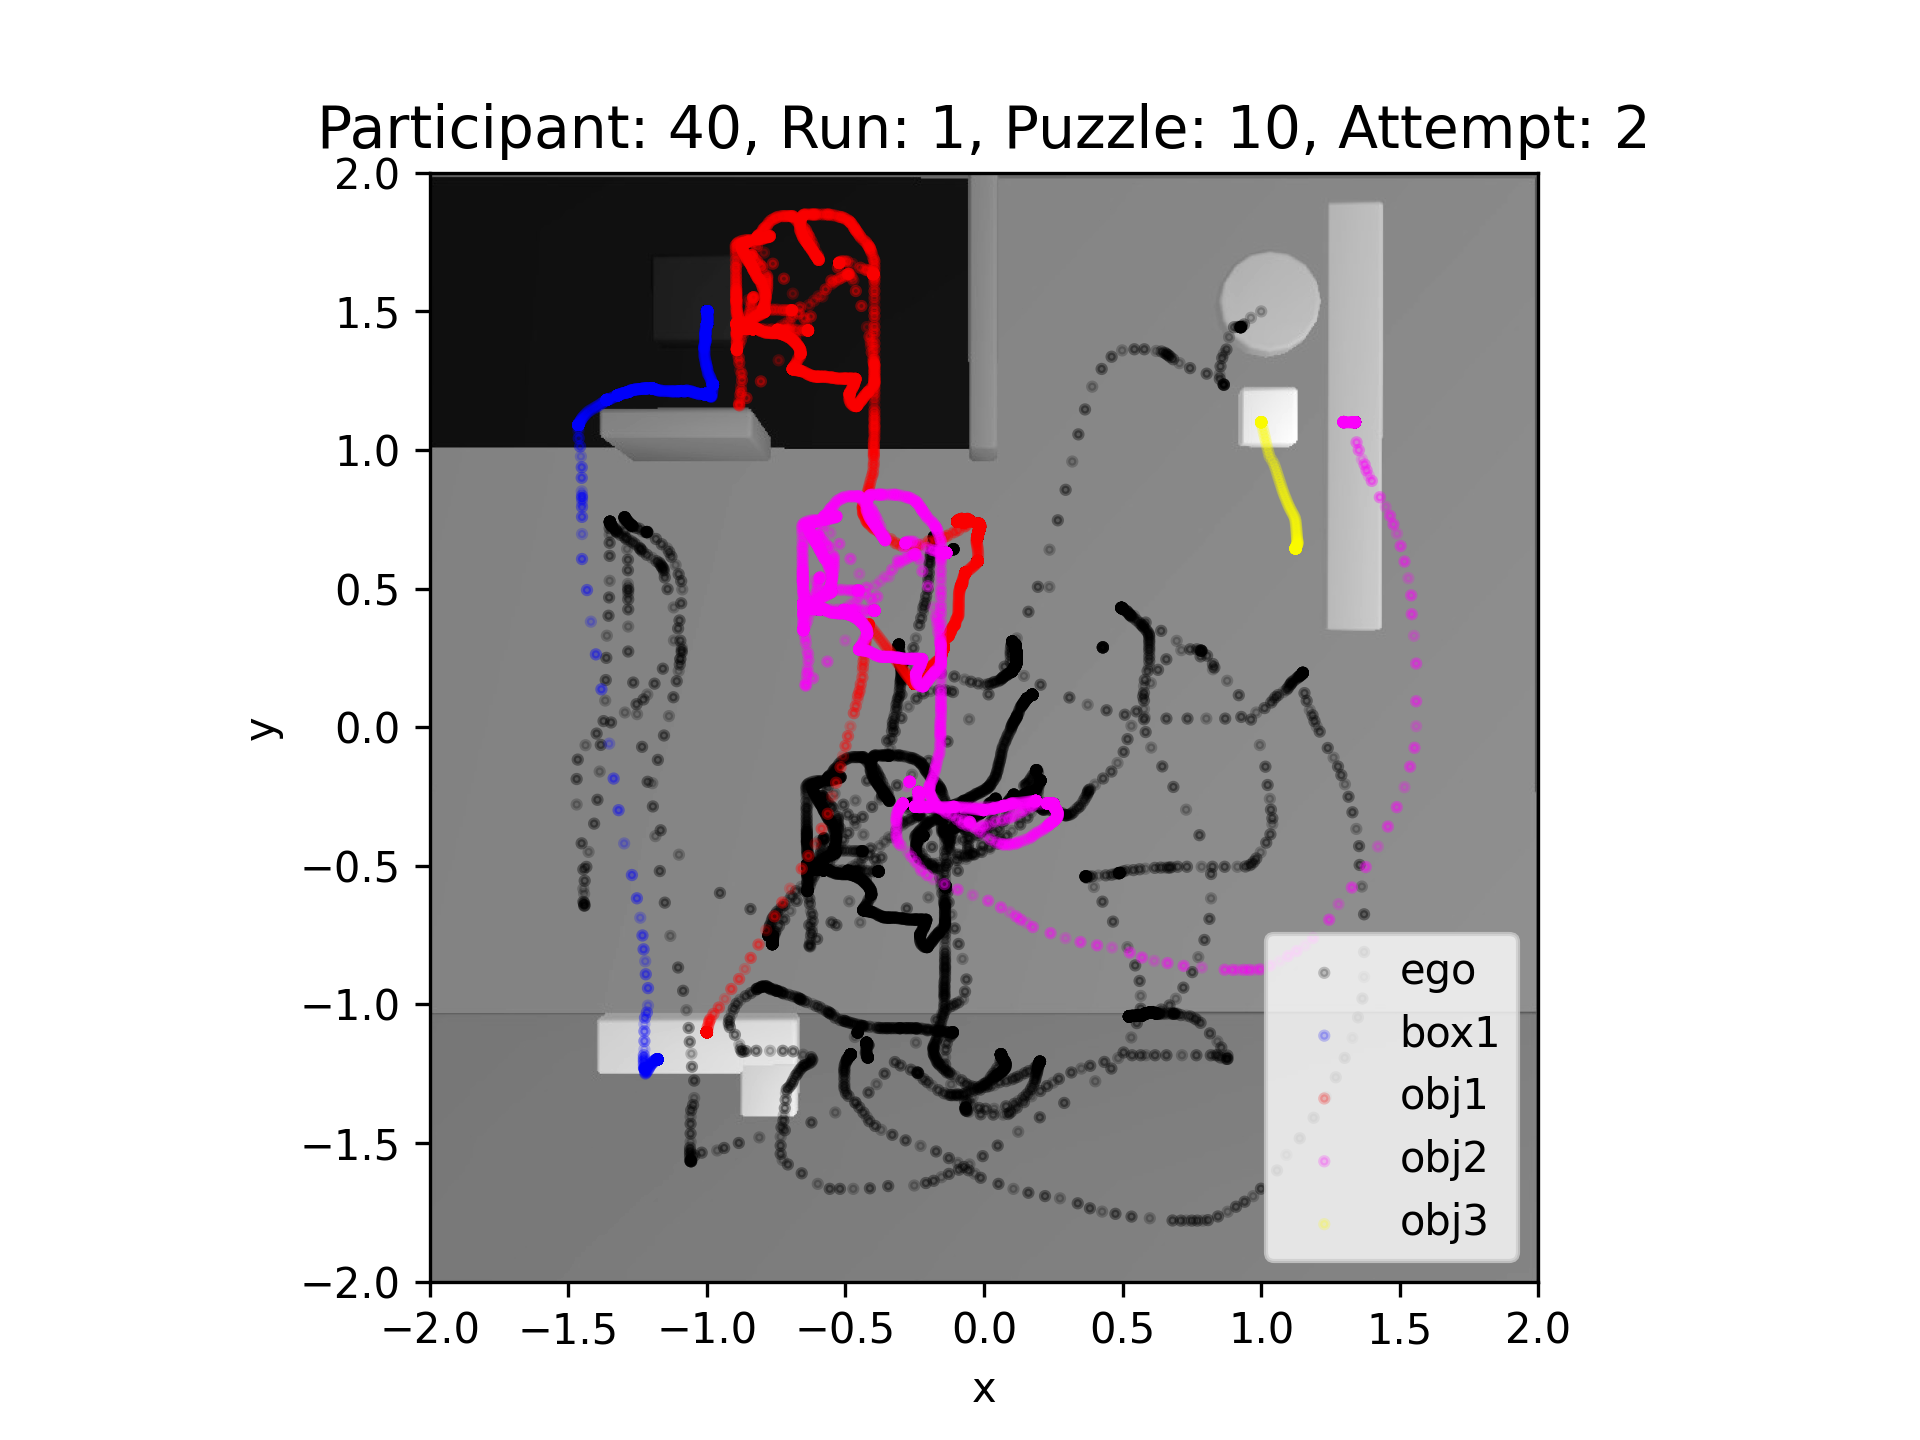 Participant: 40, Run: 1, Puzzle: 10, Attempt: 2
2.0
1.5
1.0
0.5
0.0
−0.5
−1.0
−1.5
−2.0
y
ego
box1
obj1
obj2
obj3
−2.0 −1.5 −1.0 −0.5 0.0 0.5 1.0 1.5 2.0
x